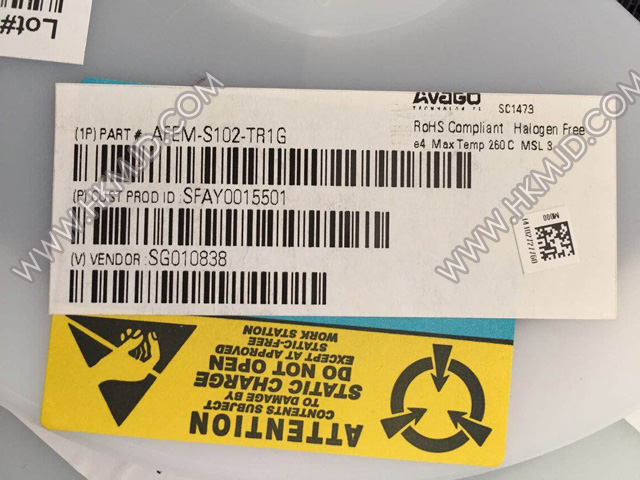 Lot#
AVAGO
TECHNOLOGIES
SC1473
(1P) PART #: AFEM-S102-TR1G
RoHS Compliant Halogen Free
e4 Max Temp 260 C MSL 3
(P) CUST PROD ID: SFAY0015501
(V) VENDOR: SG010838
M000
ATTENTION
CONTENTS SUBJECT
TO DAMAGE BY
STATIC CHARGE
DO NOT OPEN
EXCEPT AT APPROVED
STATIC-FREE
WORK STATION
WWW.HKMJD.COM
WWW.HKMJD.COM